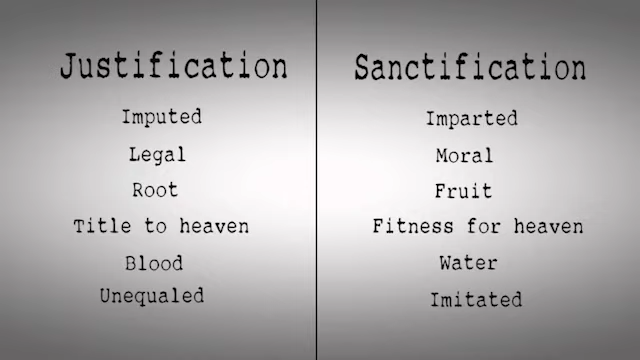 Justification
Imputed
Legal
Root
Title to heaven
Blood
Unequaled
Sanctification
Imparted
Moral
Fruit
Fitness for heaven
Water
Imitated